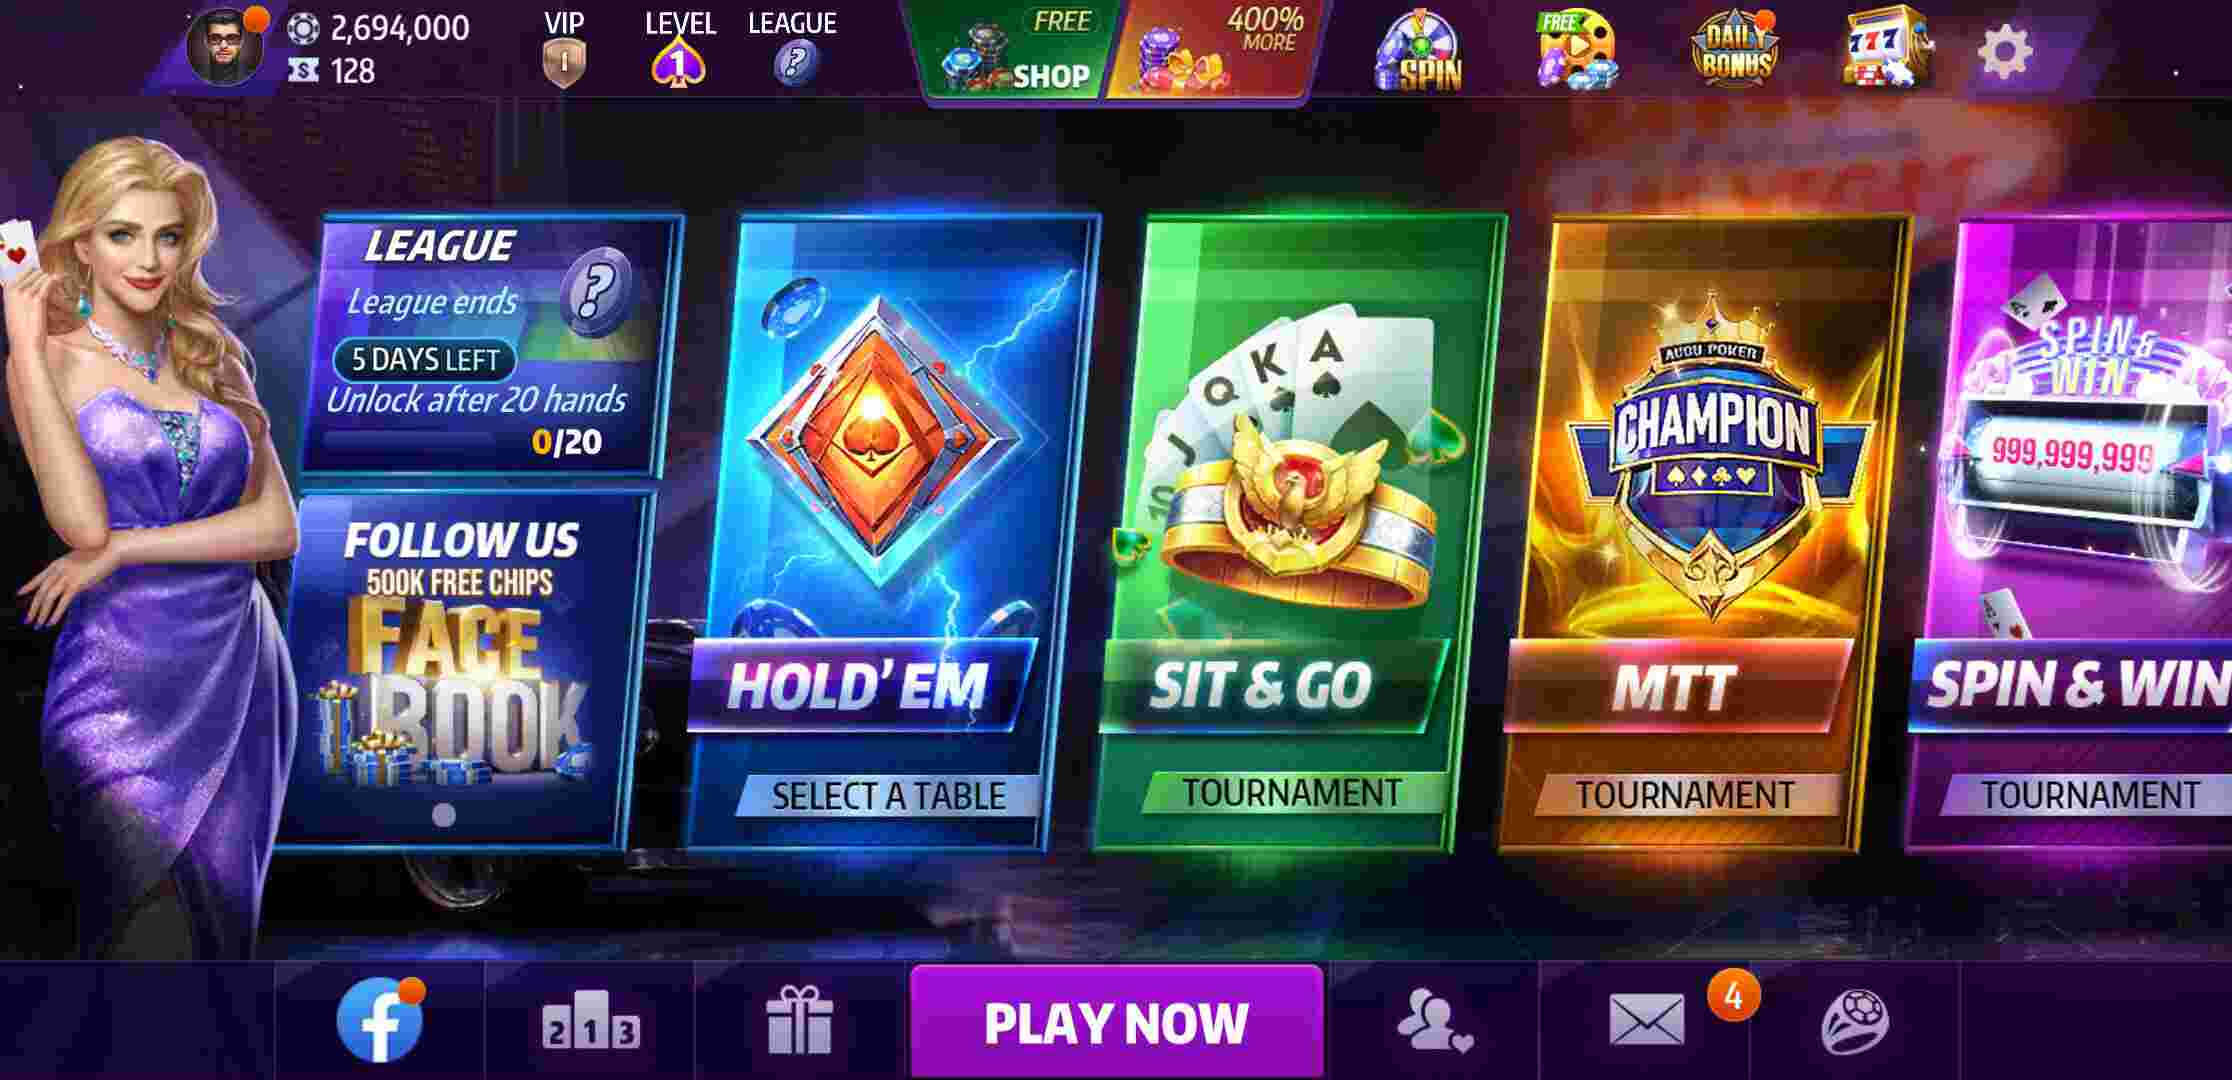 2,694,000
128
VIP
1
LEVEL
1
LEAGUE
?
FREE
SHOP
400%
MORE
SPIN
FREE
DAILY
BONUS
777
LEAGUE
League ends
?
5 DAYS LEFT
Unlock after 20 hands
0/20
FOLLOW US
500K FREE CHIPS
FACE
BOOK
HOLD'EM
SELECT A TABLE
A
K
Q
J
10
SIT & GO
TOURNAMENT
CHAMPION
MTT
TOURNAMENT
SPIN &
WIN
999,999,999
SPIN & WIN
TOURNAMENT
f
2 1 3
PLAY NOW
4